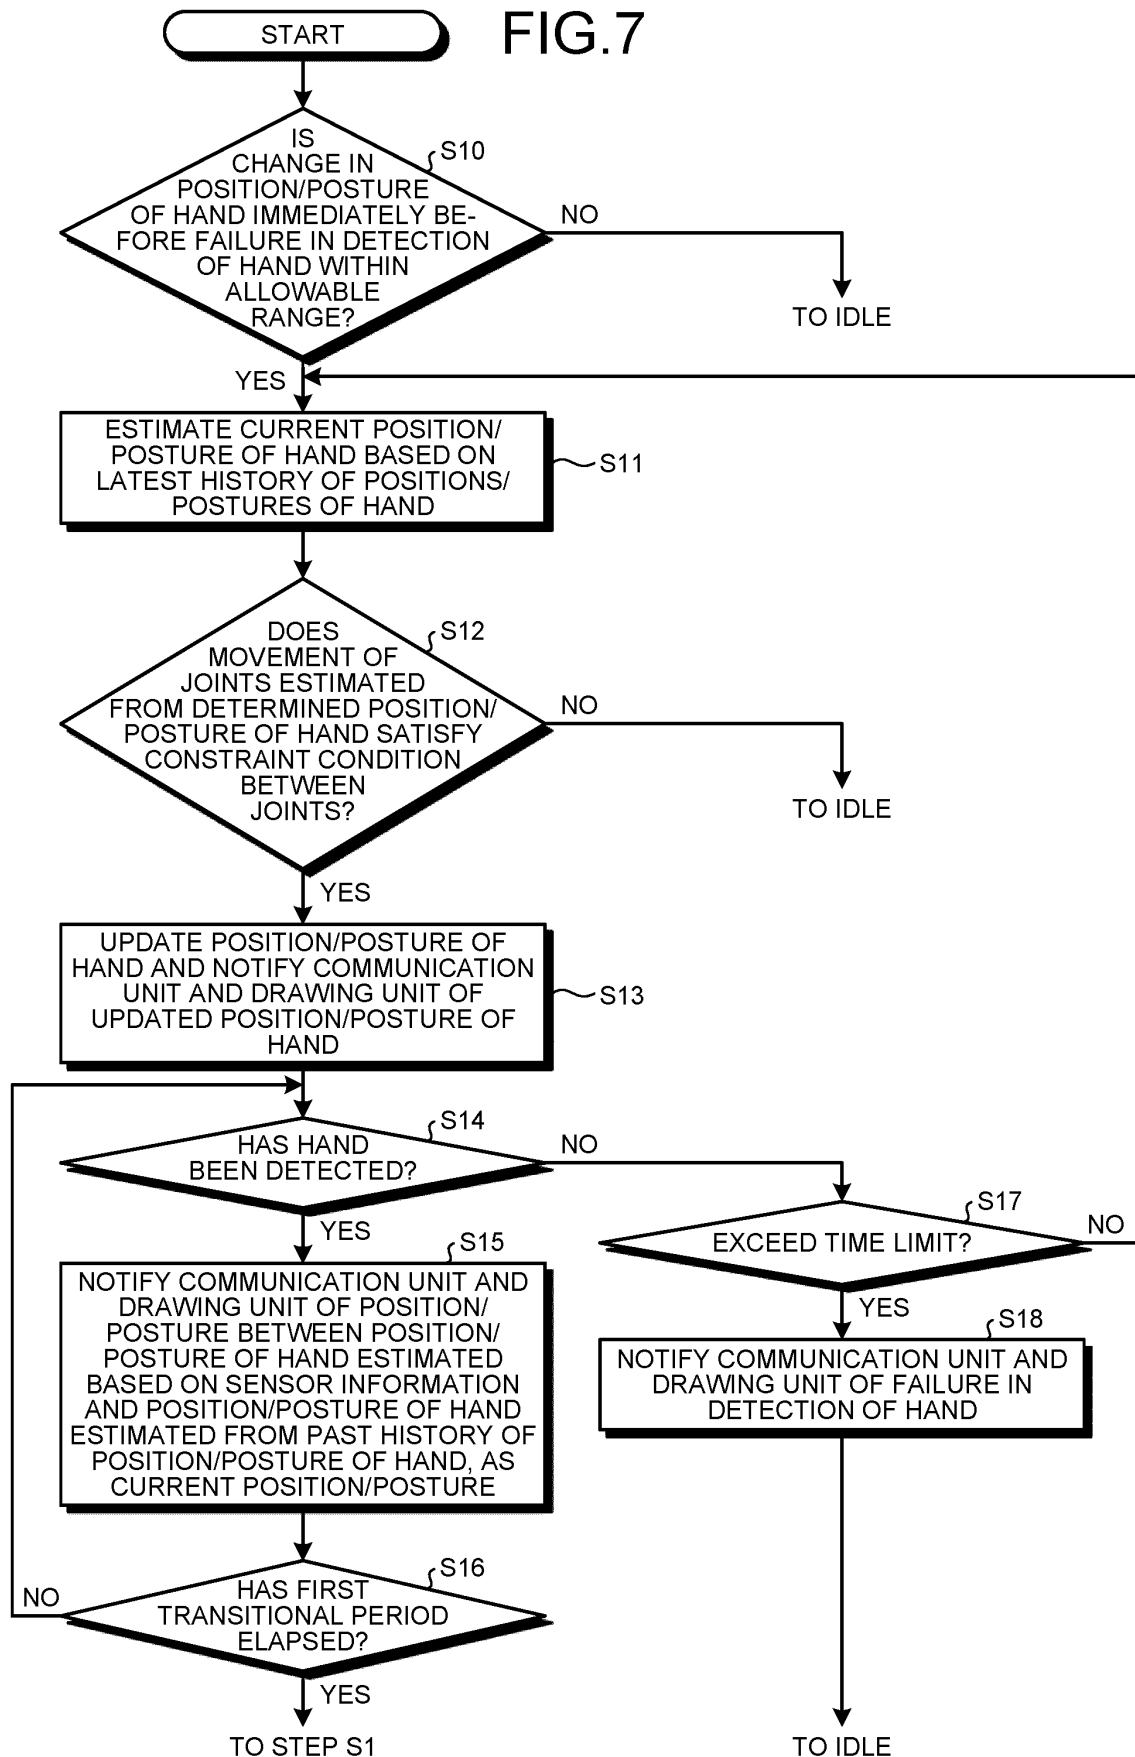 START
FIG.7
IS
CHANGE IN
POSITION/POSTURE
OF HAND IMMEDIATELY BE-
FORE FAILURE IN DETECTION
OF HAND WITHIN
ALLOWABLE
RANGE?
S10
NO
TO IDLE
YES
ESTIMATE CURRENT POSITION/
POSTURE OF HAND BASED ON
LATEST HISTORY OF POSITIONS/
POSTURES OF HAND
S11
DOES
MOVEMENT OF
JOINTS ESTIMATED
FROM DETERMINED POSITION/
POSTURE OF HAND SATISFY
CONSTRAINT CONDITION
BETWEEN
JOINTS?
S12
NO
TO IDLE
YES
UPDATE POSITION/POSTURE OF
HAND AND NOTIFY COMMUNICATION
UNIT AND DRAWING UNIT OF
UPDATED POSITION/POSTURE OF
HAND
S13
HAS HAND
BEEN DETECTED?
S14
NO
YES
EXCEED TIME LIMIT?
S17
NO
YES
NOTIFY COMMUNICATION UNIT AND
DRAWING UNIT OF POSITION/
POSTURE BETWEEN POSITION/
POSTURE OF HAND ESTIMATED
BASED ON SENSOR INFORMATION
AND POSITION/POSTURE OF HAND
ESTIMATED FROM PAST HISTORY OF
POSITION/POSTURE OF HAND, AS
CURRENT POSITION/POSTURE
S15
NOTIFY COMMUNICATION UNIT AND
DRAWING UNIT OF FAILURE IN
DETECTION OF HAND
S18
HAS FIRST
TRANSITIONAL PERIOD
ELAPSED?
S16
NO
YES
TO STEP S1
TO IDLE